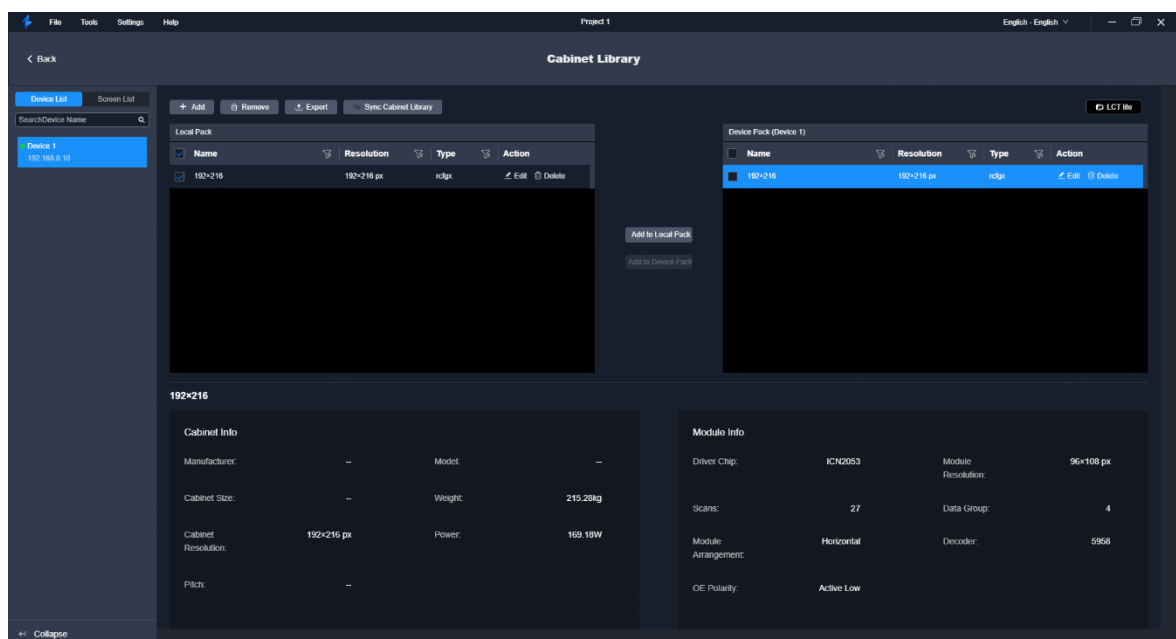 File Tools Settings Help Project 1 English - English
Back Cabinet Library
Device List Screen List
SearchDevice Name
Device 1
192.168.0.10
Add Remove Export Sync Cabinet Library LCT file
Local Pack
Name Resolution Type Action
192×216 192×216 px rcfgx Edit Delete
Add to Local Pack
Add to Device Pack
Device Pack (Device 1)
Name Resolution Type Action
192×216 192×216 px rcfgx Edit Delete
192×216
Cabinet Info
Manufacturer: -- Model: --
Cabinet Size: -- Weight: 215.28kg
Cabinet Resolution: 192×216 px Power: 169.18W
Pitch: --
Module Info
Driver Chip: ICN2053 Module Resolution: 96×108 px
Scans: 27 Data Group: 4
Module Arrangement: Horizontal Decoder: 5958
OE Polarity: Active Low
Collapse